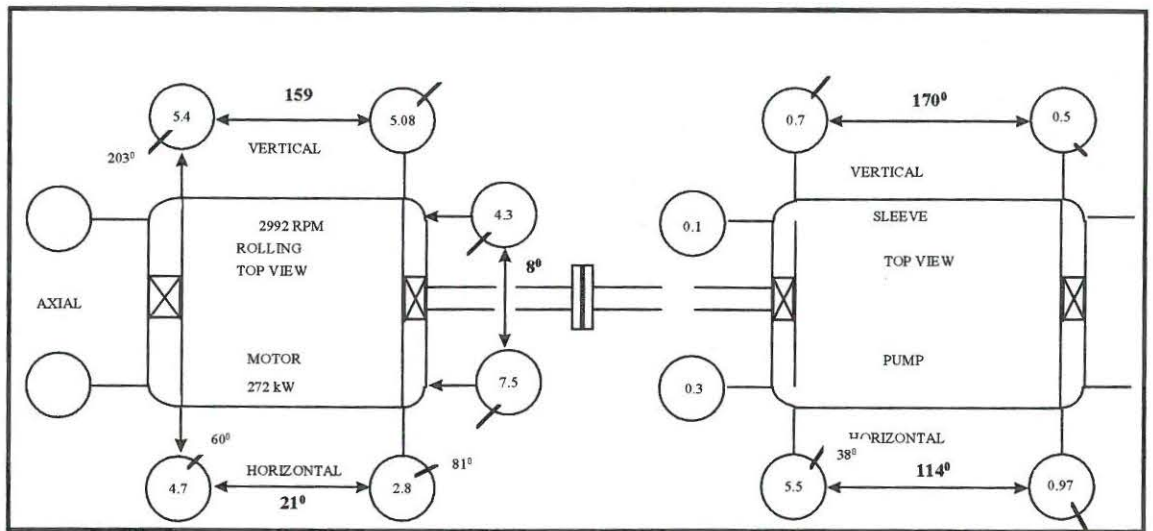 159
170⁰
5.4
5.08
0.7
0.5
203⁰
VERTICAL
VERTICAL
4.3
0.1
SLEEVE
2992 RPM
ROLLING
TOP VIEW
8⁰
TOP VIEW
AXIAL
MOTOR
272 kW
7.5
0.3
PUMP
60⁰
HORIZONTAL
81⁰
HORIZONTAL
38⁰
4.7
21⁰
2.8
5.5
114⁰
0.97